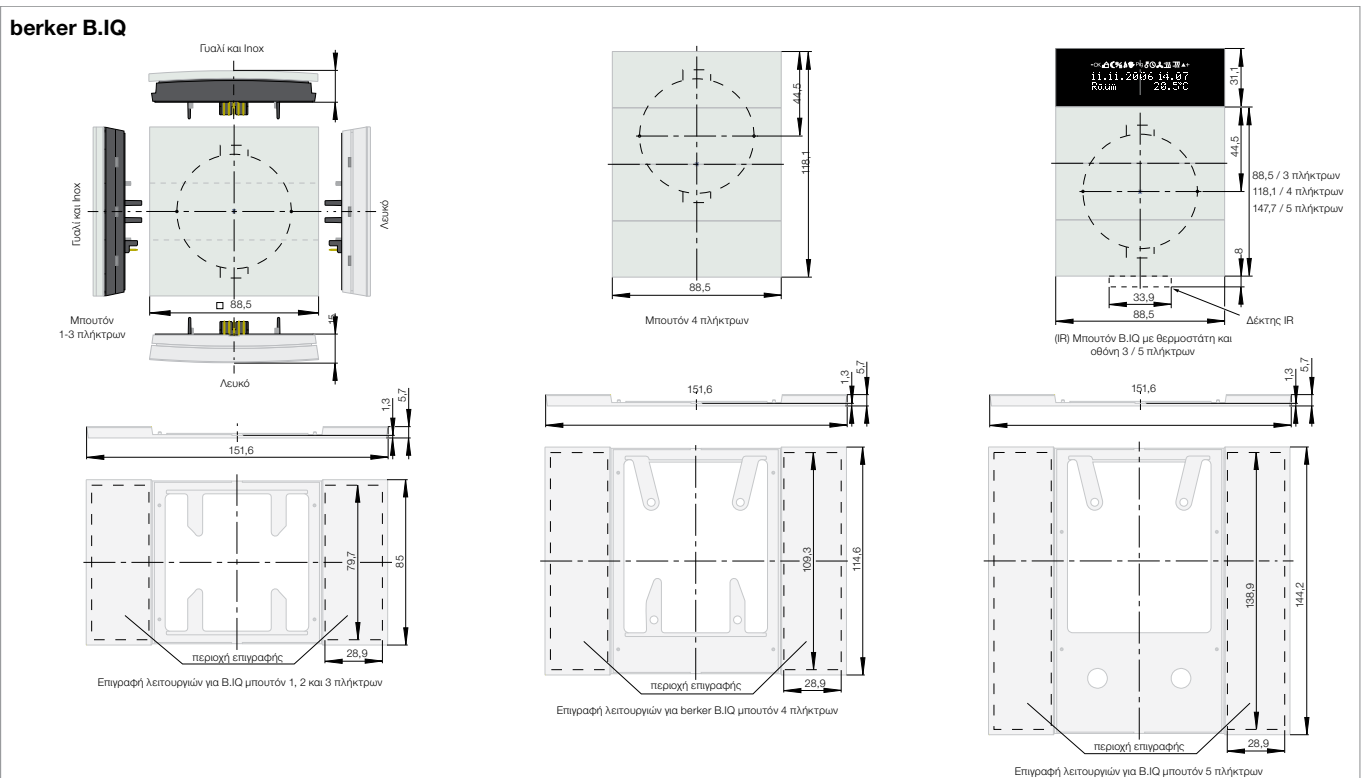 berker B.IQ
Γυαλί και Inox
15
Γυαλί και Inox
Λευκό
□ 88,5
Μπουτόν
1-3 πλήκτρων
Λευκό
44,5
118,1
88,5
Μπουτόν 4 πλήκτρων
11.11.2006 14.07
Raum 20.5°C
31,1
44,5
88,5 / 3 πλήκτρων
118,1 / 4 πλήκτρων
147,7 / 5 πλήκτρων
8
33,9
88,5
Δέκτης IR
(IR) Μπουτόν B.IQ με θερμοστάτη και
οθόνη 3 / 5 πλήκτρων
1,3
5,7
151,6
79,7
85
περιοχή επιγραφής
28,9
Επιγραφή λειτουργιών για B.IQ μπουτόν 1, 2 και 3 πλήκτρων
151,6
1,3
5,7
109,3
114,6
περιοχή επιγραφής
28,9
Επιγραφή λειτουργιών για berker B.IQ μπουτόν 4 πλήκτρων
151,6
1,3
5,7
138,9
144,2
περιοχή επιγραφής
28,9
Επιγραφή λειτουργιών για B.IQ μπουτόν 5 πλήκτρων